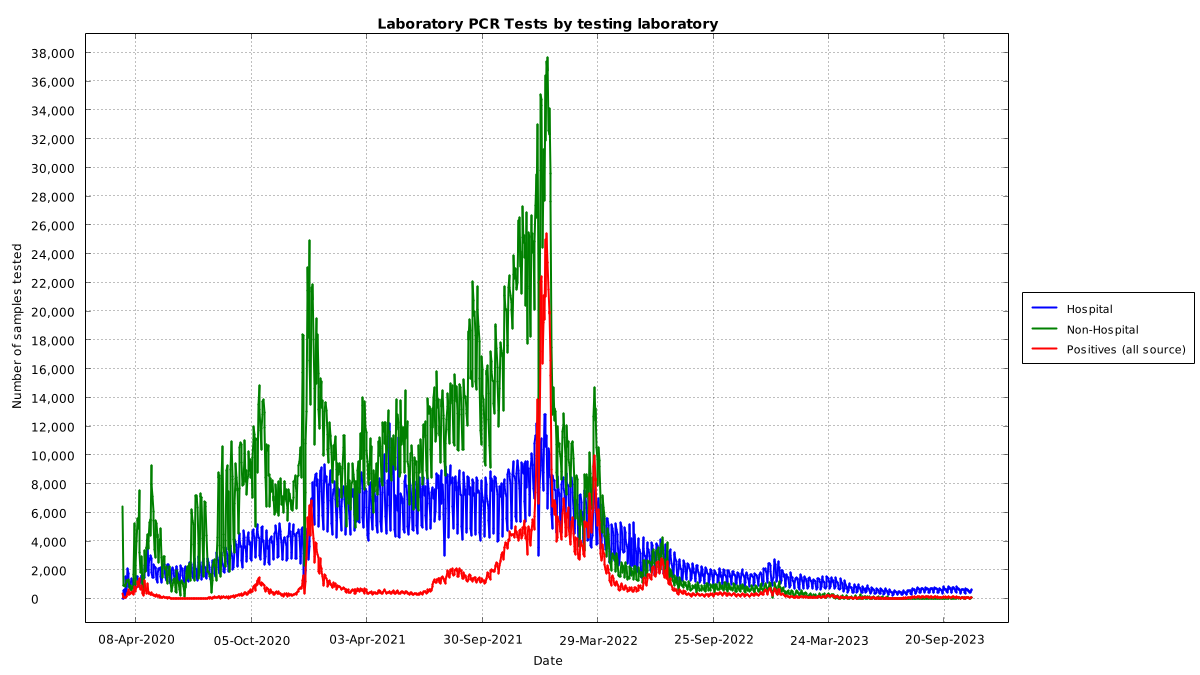 Laboratory PCR Tests by testing laboratory
38,000
36,000
34,000
32,000
30,000
28,000
26,000
24,000
22,000
20,000
18,000
16,000
14,000
12,000
10,000
8,000
6,000
4,000
2,000
0
Number of samples tested
08-Apr-2020
05-Oct-2020
03-Apr-2021
30-Sep-2021
29-Mar-2022
25-Sep-2022
24-Mar-2023
20-Sep-2023
Date
Hospital
Non-Hospital
Positives (all source)